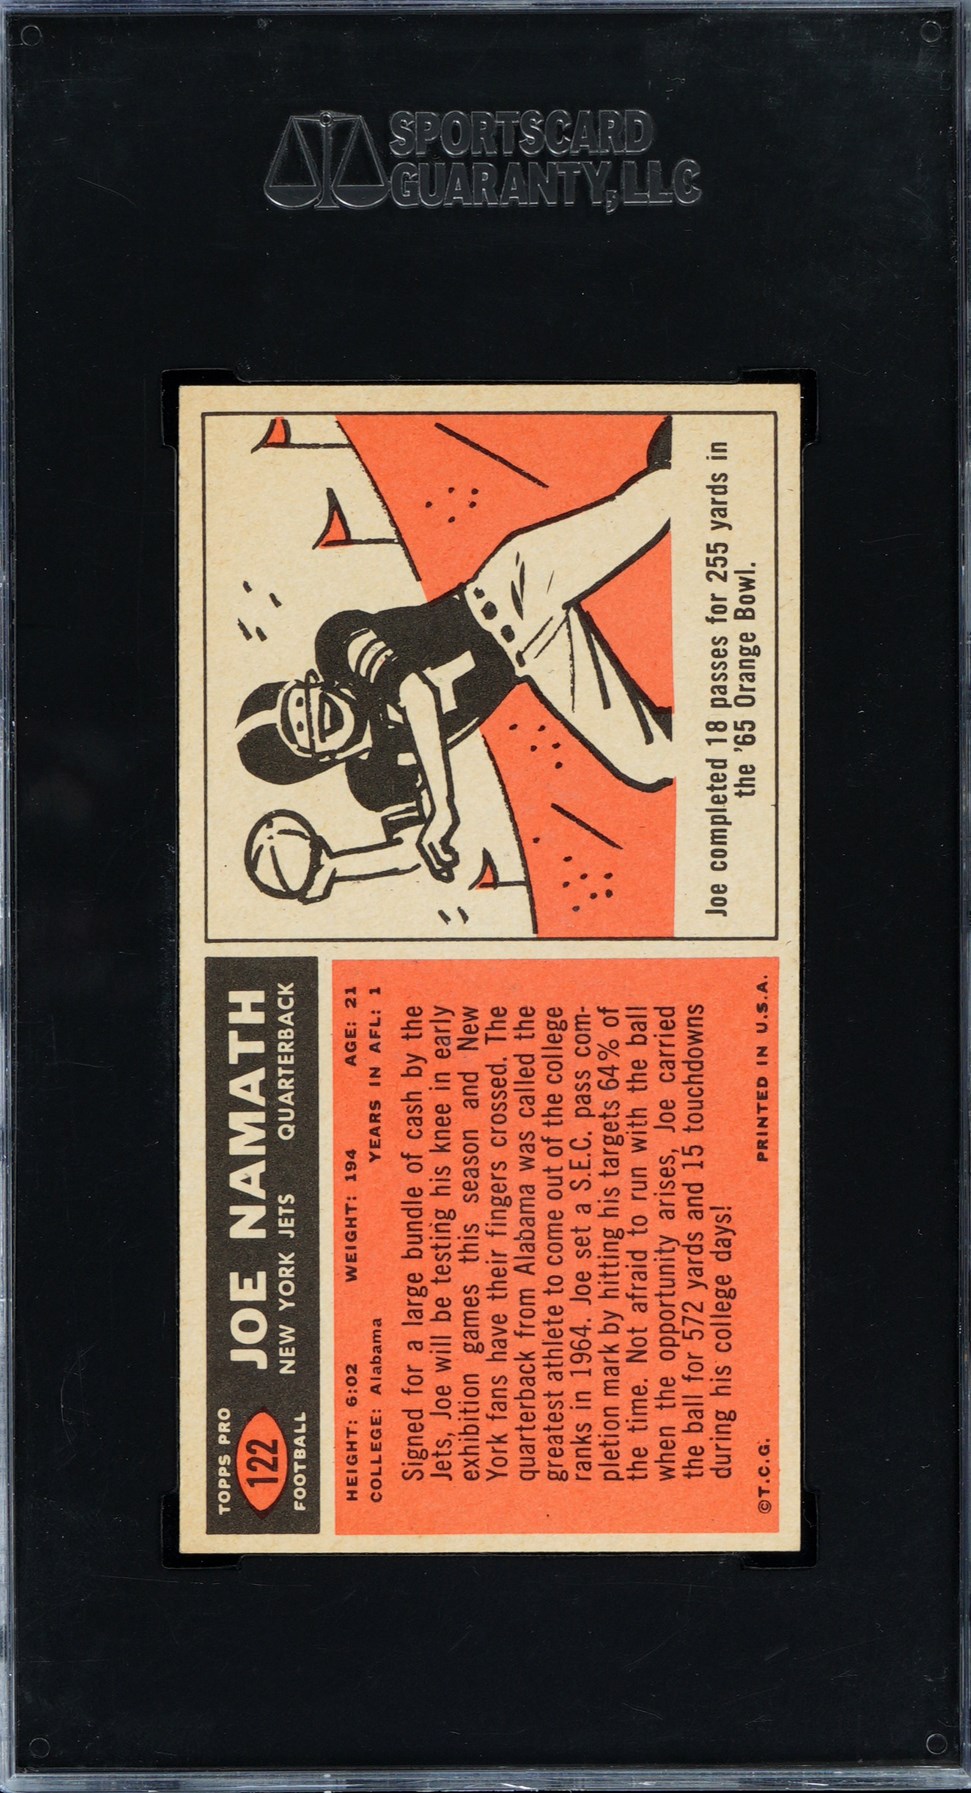 SPORTSCARD
GUARANTY, LLC
TOPPS PRO
122
FOOTBALL
JOE NAMATH
NEW YORK JETS QUARTERBACK
HEIGHT: 6:02 WEIGHT: 194 AGE: 21
COLLEGE: Alabama YEARS IN AFL: 1
Signed for a large bundle of cash by the
Jets, Joe will be testing his knee in early
exhibition games this season and New
York fans have their fingers crossed. The
quarterback from Alabama was called the
greatest athlete to come out of the college
ranks in 1964. Joe set a S.E.C. pass com-
pletion mark by hitting his targets 64% of
the time. Not afraid to run with the ball
when the opportunity arises, Joe carried
the ball for 572 yards and 15 touchdowns
during his college days!
©T.C.G. PRINTED IN U.S.A.
1
Joe completed 18 passes for 255 yards in
the '65 Orange Bowl.